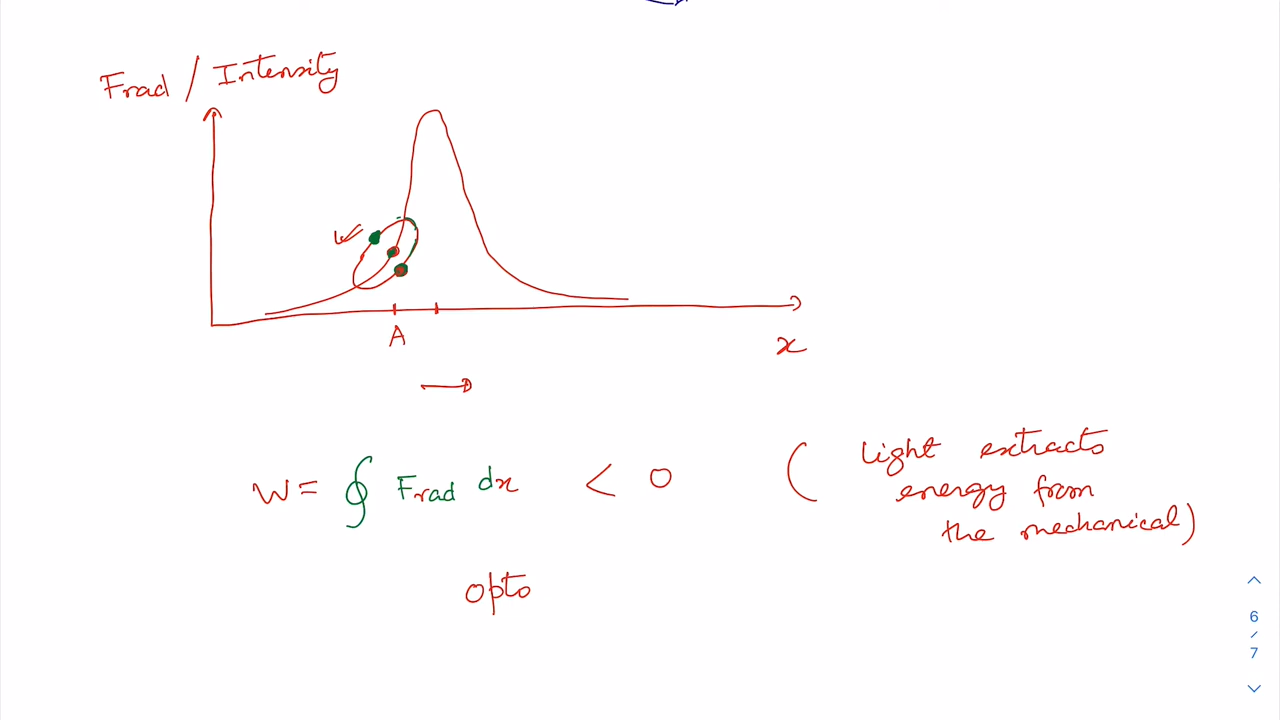 Frad / Intensity
A
x
W = ∮ Frad dx < 0 ( light extracts
energy from
the mechanical)
opto
6
/
7